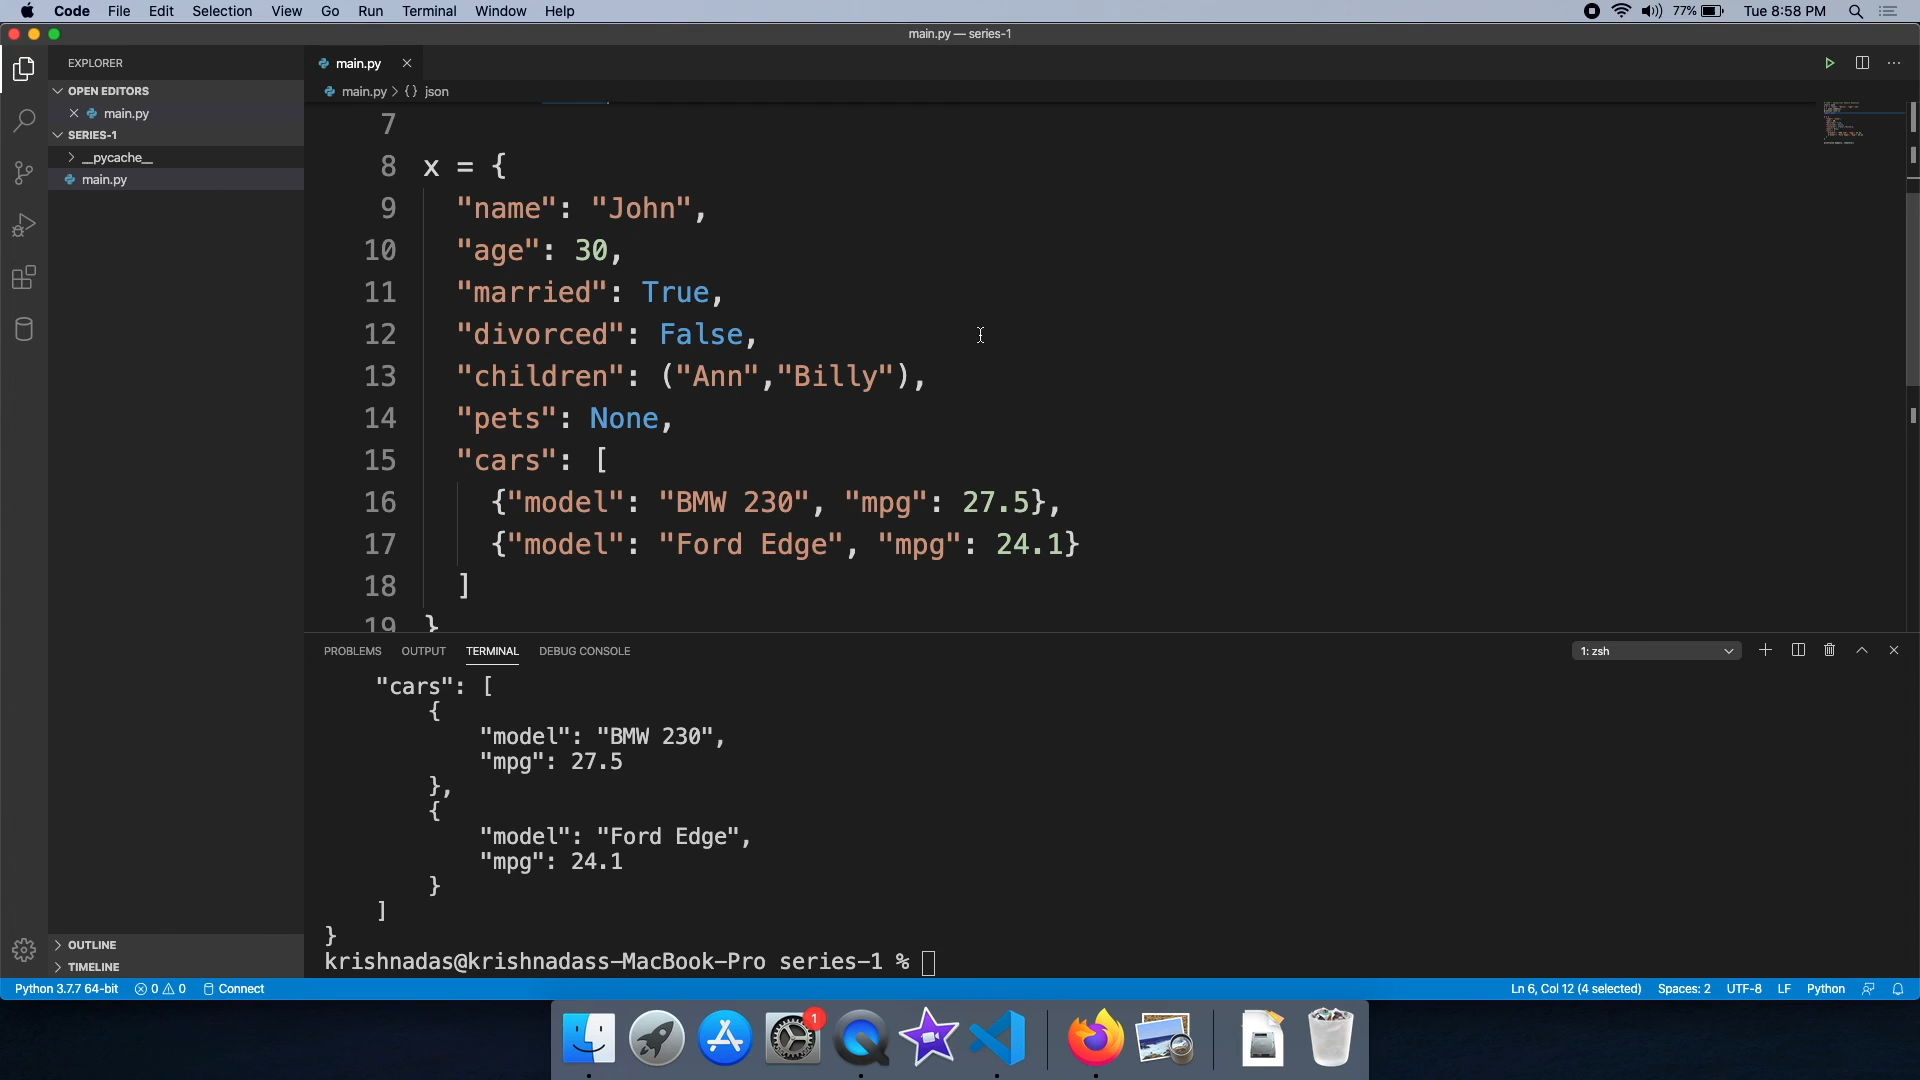 Code File Edit Selection View Go Run Terminal Window Help 77% Tue 8:58 PM
main.py — series-1
EXPLORER
OPEN EDITORS
main.py
SERIES-1
__pycache__
main.py
OUTLINE
TIMELINE
main.py
main.py > {} json
7
8 x = {
9 "name": "John",
10 "age": 30,
11 "married": True,
12 "divorced": False,
13 "children": ("Ann","Billy"),
14 "pets": None,
15 "cars": [
16 {"model": "BMW 230", "mpg": 27.5},
17 {"model": "Ford Edge", "mpg": 24.1}
18 ]
19 }
PROBLEMS OUTPUT TERMINAL DEBUG CONSOLE 1: zsh
"cars": [
{
"model": "BMW 230",
"mpg": 27.5
},
{
"model": "Ford Edge",
"mpg": 24.1
}
]
}
krishnadas@krishnadass-MacBook-Pro series-1 %
Python 3.7.7 64-bit 0 0 Connect Ln 6, Col 12 (4 selected) Spaces: 2 UTF-8 LF Python
1